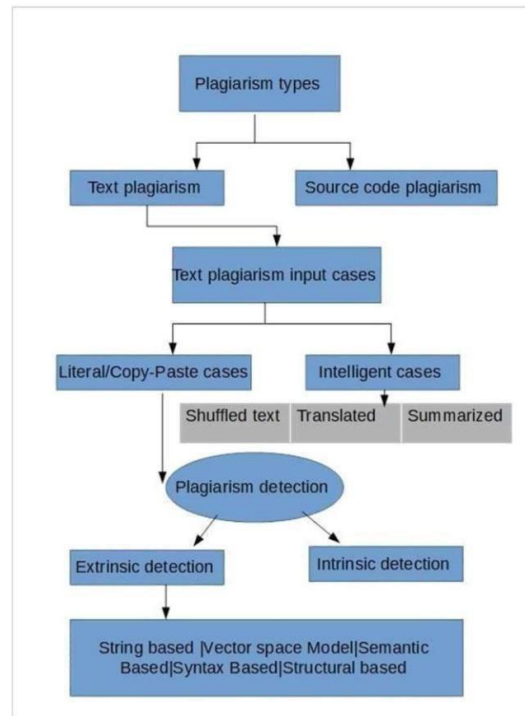 Plagiarism types
Text plagiarism
Source code plagiarism
Text plagiarism input cases
Literal/Copy-Paste cases
Intelligent cases
Shuffled text
Translated
Summarized
Plagiarism detection
Extrinsic detection
Intrinsic detection
String based |Vector space Model|Semantic
Based|Syntax Based|Structural based